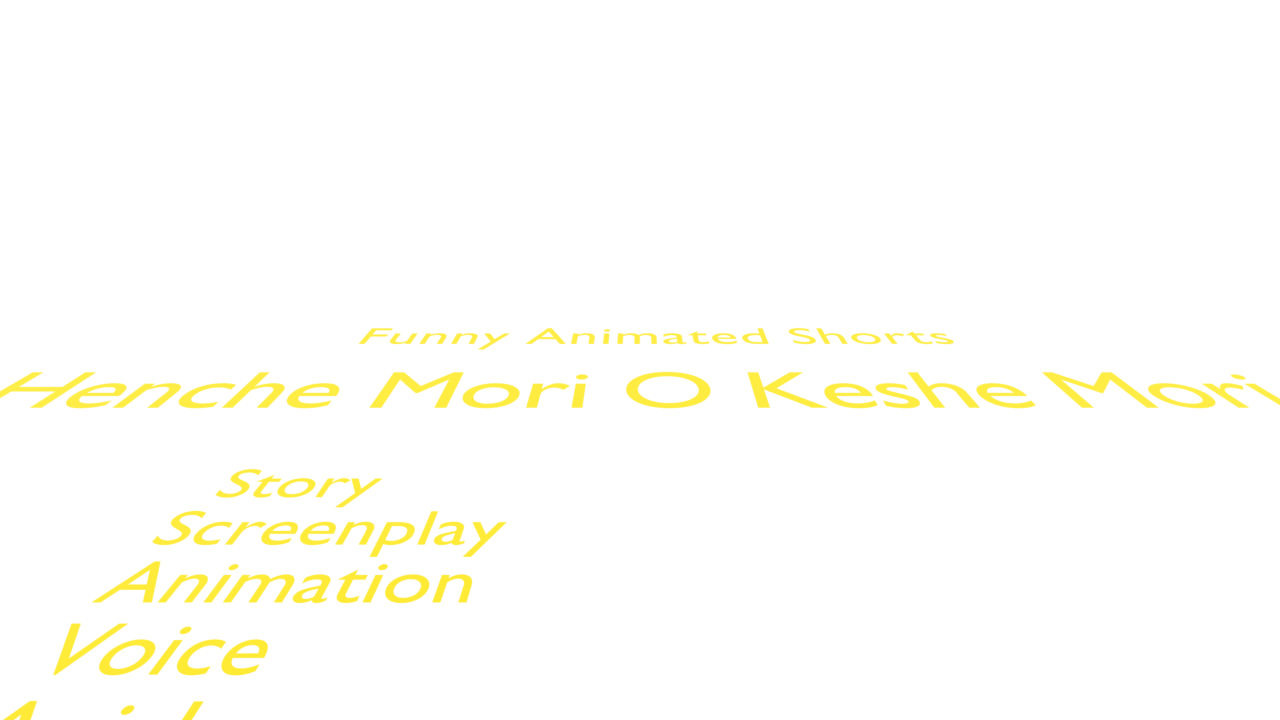 Funny Animated Shorts
Henche Mori O Keshe Mori
Story
Screenplay
Animation
Voice